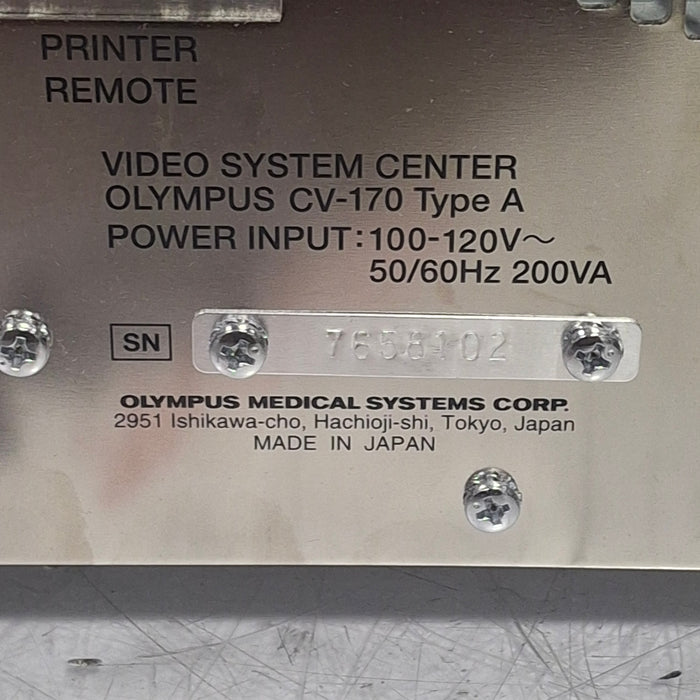 PRINTER
REMOTE
VIDEO SYSTEM CENTER
OLYMPUS CV-170 Type A
POWER INPUT:100-120V～
50/60Hz 200VA
SN
OLYMPUS MEDICAL SYSTEMS CORP.
2951 Ishikawa-cho, Hachioji-shi, Tokyo, Japan
MADE IN JAPAN